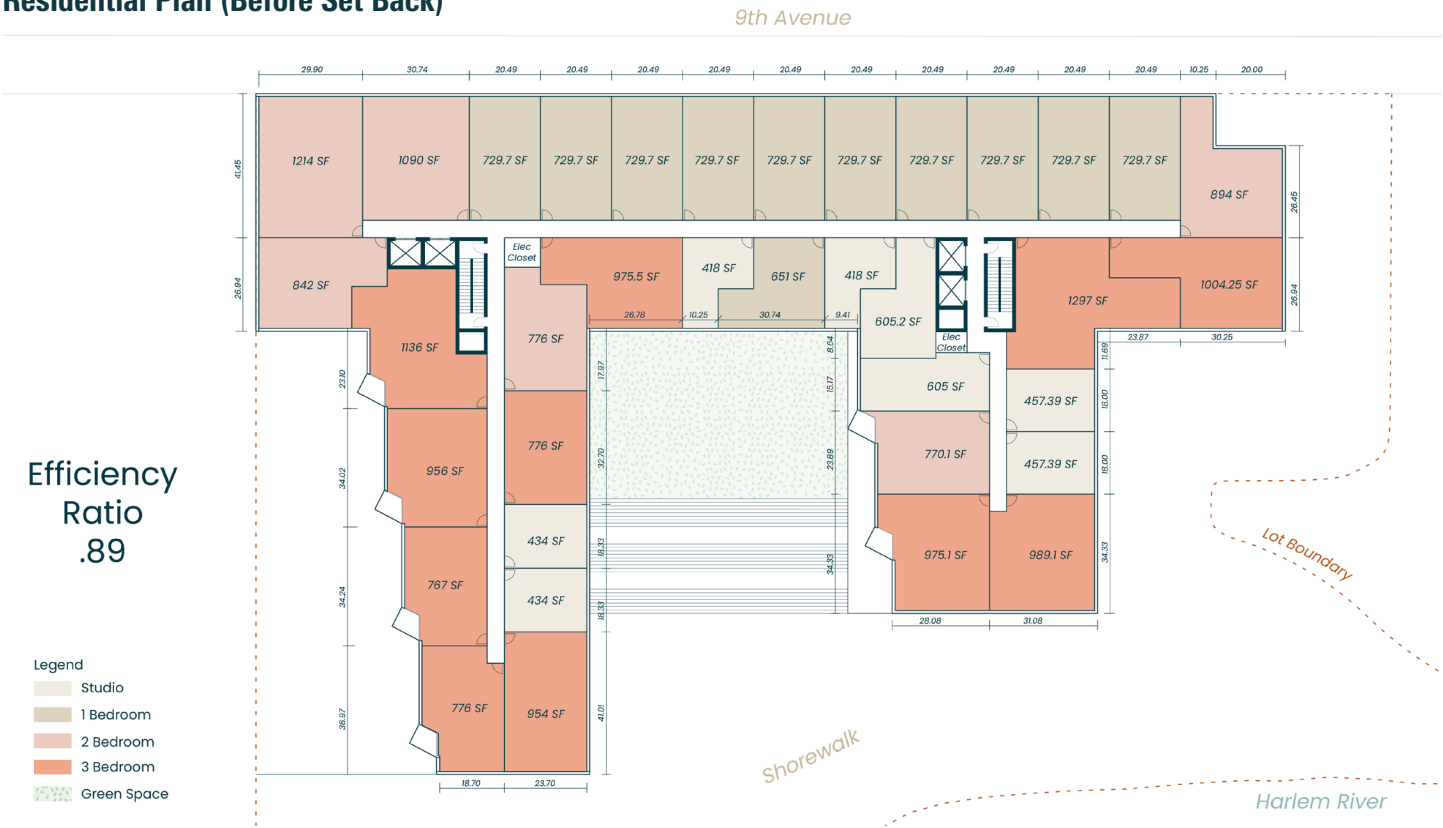 Residential Plan (Before Set Back)
9th Avenue
29.90 30.74 20.49 20.49 20.49 20.49 20.49 20.49 20.49 20.49 20.49 10.25 20.00
41.45
1214 SF 1090 SF 729.7 SF 729.7 SF 729.7 SF 729.7 SF 729.7 SF 729.7 SF 729.7 SF 729.7 SF 729.7 SF 729.7 SF
894 SF
26.45
Elec
Closet
26.94
842 SF
975.5 SF
418 SF
651 SF
418 SF
1297 SF
1004.25 SF
26.94
26.78 10.25 30.74 9.41
605.2 SF
Elec
Closet
23.87 30.25
1136 SF
776 SF
8.64
11.69
23.10
17.97
15.17
605 SF
457.39 SF
18.00
776 SF
770.1 SF
457.39 SF
18.00
956 SF
34.02
32.70
23.89
Efficiency
Ratio
.89
434 SF
18.33
975.1 SF
989.1 SF
34.33
34.33
Lot Boundary
767 SF
34.24
434 SF
18.33
28.08 31.08
776 SF
954 SF
36.97
41.01
18.70 23.70
Legend
Studio
1 Bedroom
2 Bedroom
3 Bedroom
Green Space
Shorewalk
Harlem River